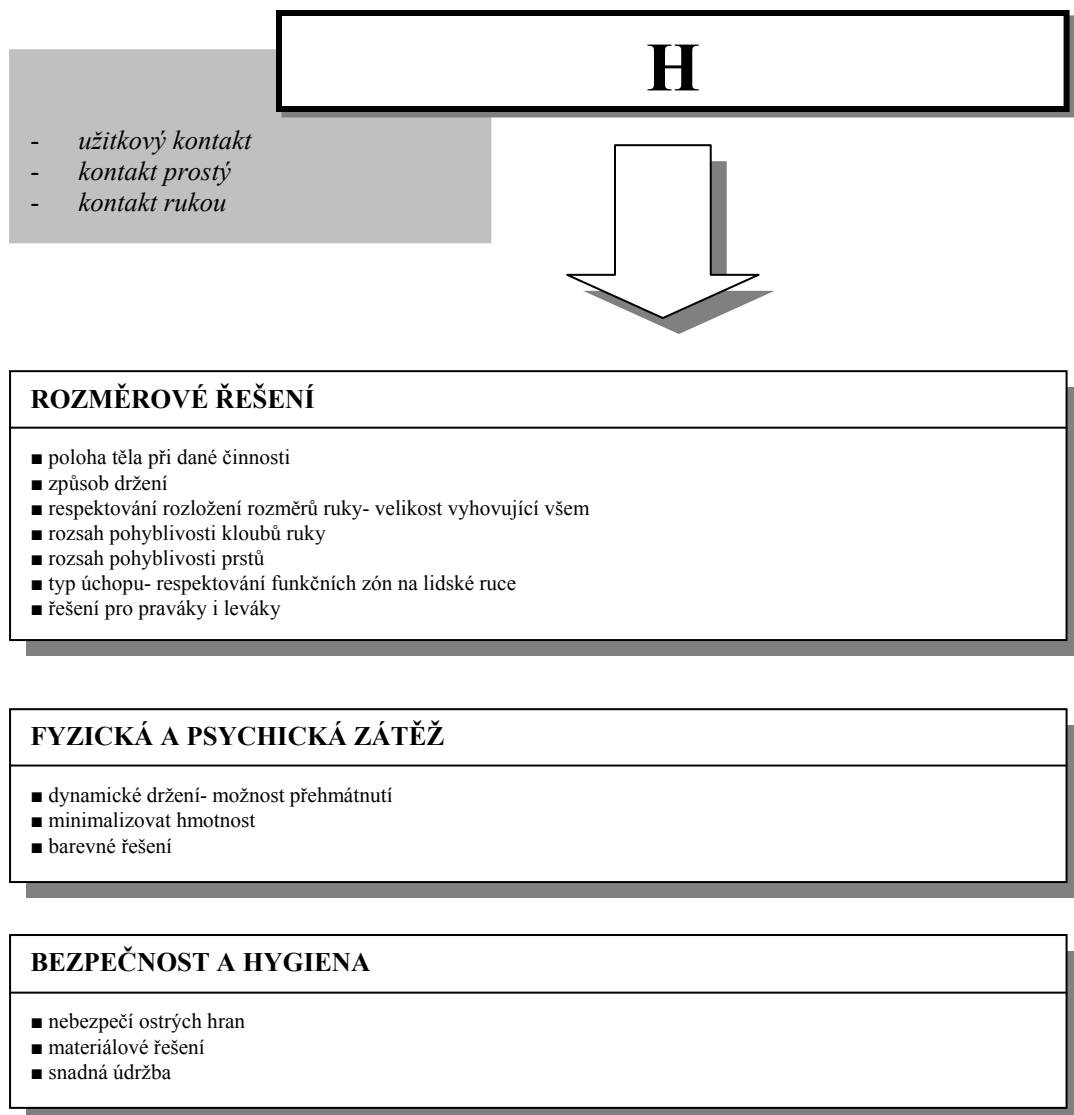 H
- užitkový kontakt
- kontakt prostý
- kontakt rukou
ROZMĚROVÉ ŘEŠENÍ
■ poloha těla při dané činnosti
■ způsob držení
■ respektování rozložení rozměrů ruky- velikost vyhovující všem
■ rozsah pohyblivosti kloubů ruky
■ rozsah pohyblivosti prstů
■ typ úchopu- respektování funkčních zón na lidské ruce
■ řešení pro praváky i leváky
FYZICKÁ A PSYCHICKÁ ZÁTĚŽ
■ dynamické držení- možnost přehmátnutí
■ minimalizovat hmotnost
■ barevné řešení
BEZPEČNOST A HYGIENA
■ nebezpečí ostrých hran
■ materiálové řešení
■ snadná údržba